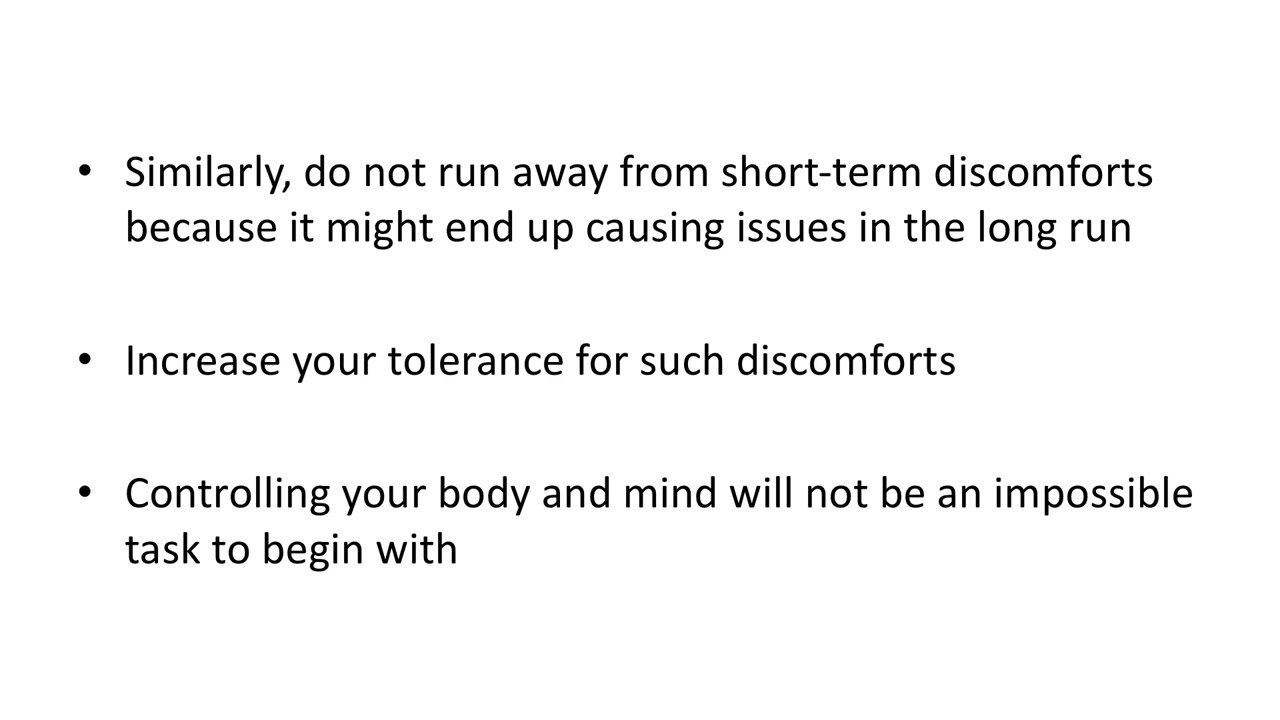 • Similarly, do not run away from short-term discomforts
because it might end up causing issues in the long run
• Increase your tolerance for such discomforts
• Controlling your body and mind will not be an impossible
task to begin with